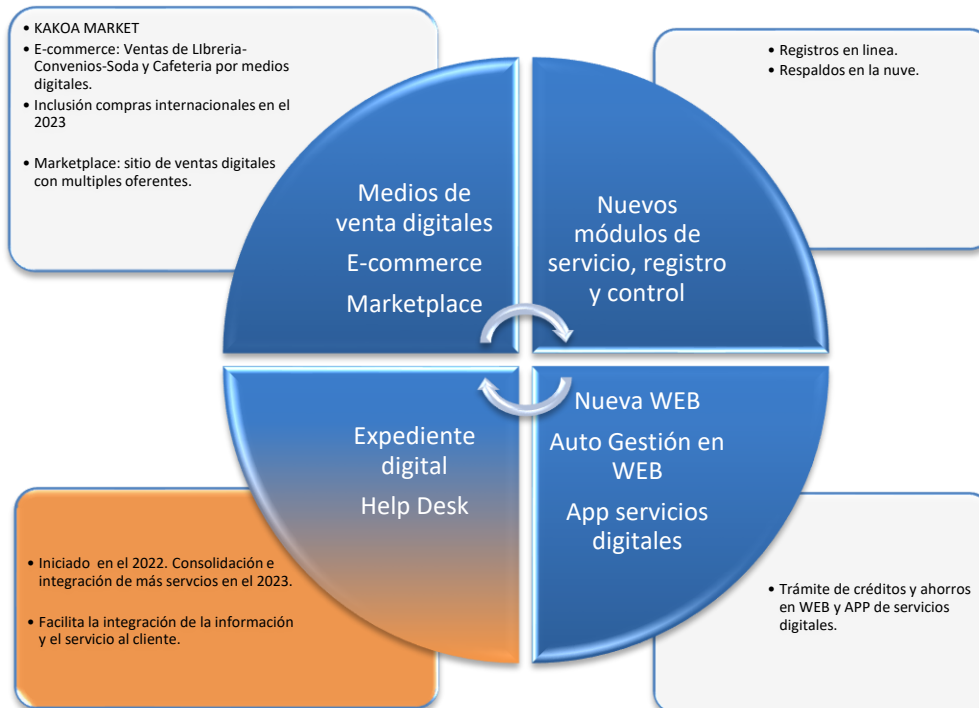 • KAKOA MARKET
• E-commerce: Ventas de LIbreria-
Convenios-Soda y Cafeteria por medios
digitales.
• Inclusión compras internacionales en el
2023
• Marketplace: sitio de ventas digitales
con multiples oferentes.
• Registros en linea.
• Respaldos en la nuve.
Medios de
venta digitales
E-commerce
Marketplace
Nuevos
módulos de
servicio, registro
y control
Expediente
digital
Help Desk
Nueva WEB
Auto Gestión en
WEB
App servicios
digitales
• Iniciado en el 2022. Consolidación e
integración de más servcios en el 2023.
• Facilita la integración de la información
y el servicio al cliente.
• Trámite de créditos y ahorros
en WEB y APP de servicios
digitales.